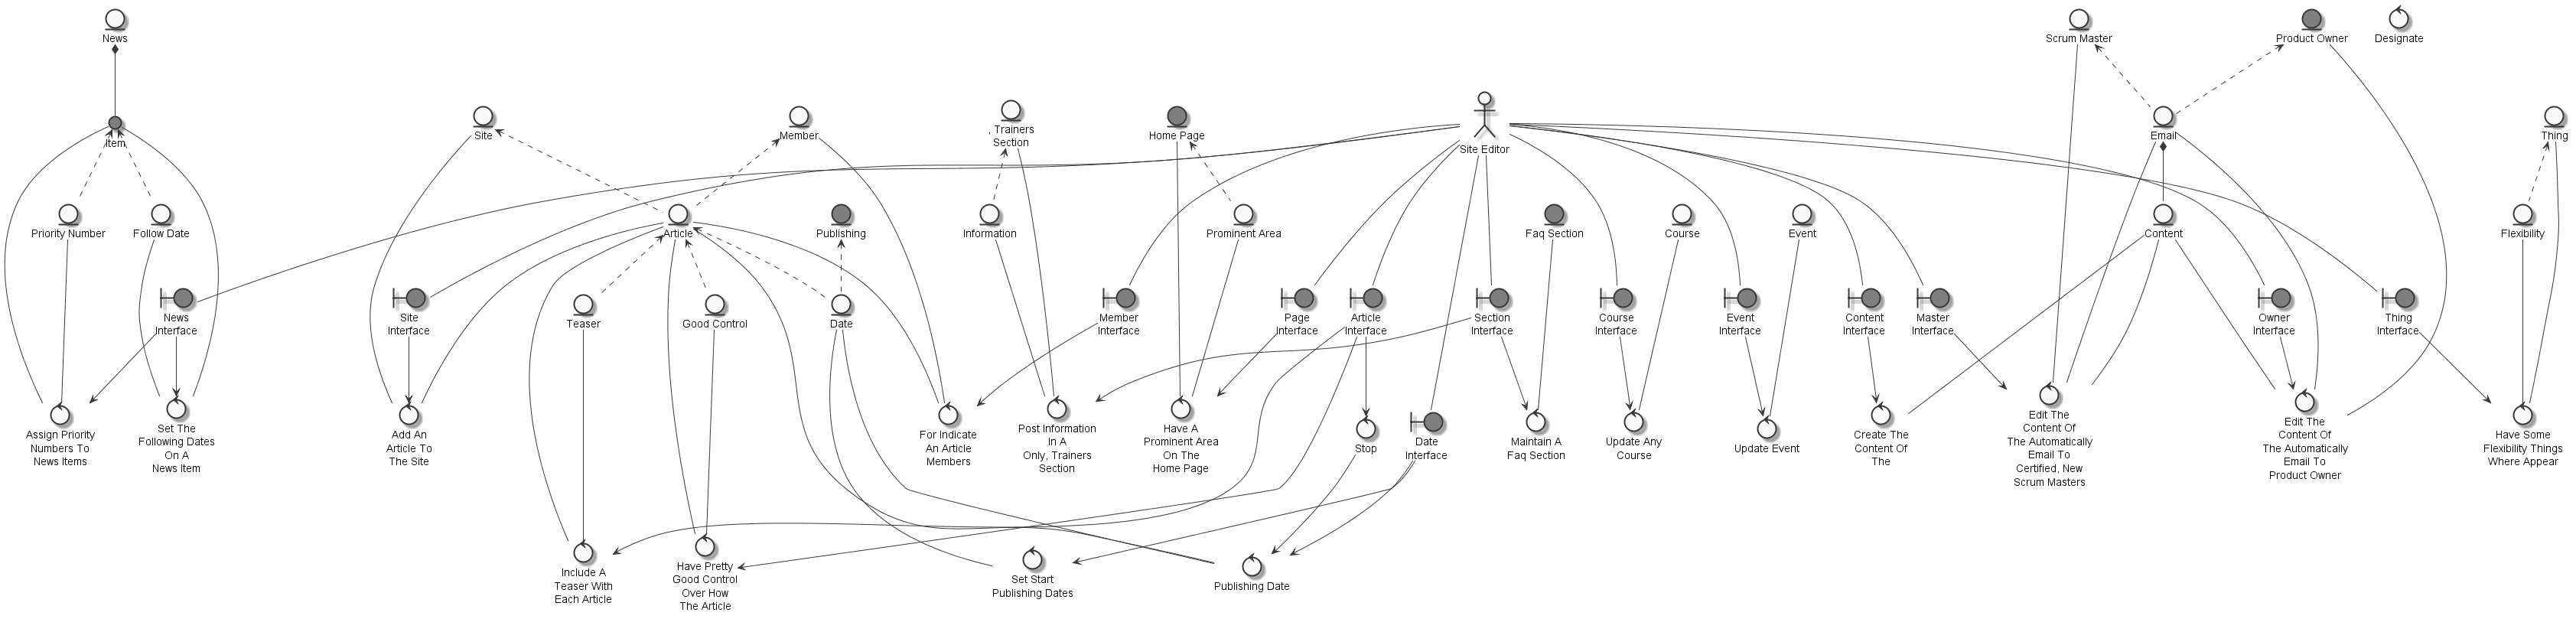 News
Scrum Master
Product Owner
Designate
Item
Site
Member
Trainers
Section
Home Page
Site Editor
Email
Thing
Priority Number
Follow Date
Article
Publishing
Information
Prominent Area
Faq Section
Course
Event
Content
Flexibility
News
Interface
Site
Interface
Teaser
Good Control
Date
Member
Interface
Page
Interface
Article
Interface
Section
Interface
Course
Interface
Event
Interface
Content
Interface
Master
Interface
Owner
Interface
Thing
Interface
Assign Priority
Numbers To
News Items
Set The
Following Dates
On A
News Item
Add An
Article To
The Site
For Indicate
An Article
Members
Post Information
In A
Only, Trainers
Section
Have A
Prominent Area
On The
Home Page
Stop
Date
Interface
Maintain A
Faq Section
Update Any
Course
Update Event
Create The
Content Of
The
Edit The
Content Of
The Automatically
Email To
Certified, New
Scrum Masters
Edit The
Content Of
The Automatically
Email To
Product Owner
Have Some
Flexibility Things
Where Appear
Include A
Teaser With
Each Article
Have Pretty
Good Control
Over How
The Article
Set Start
Publishing Dates
Publishing Date